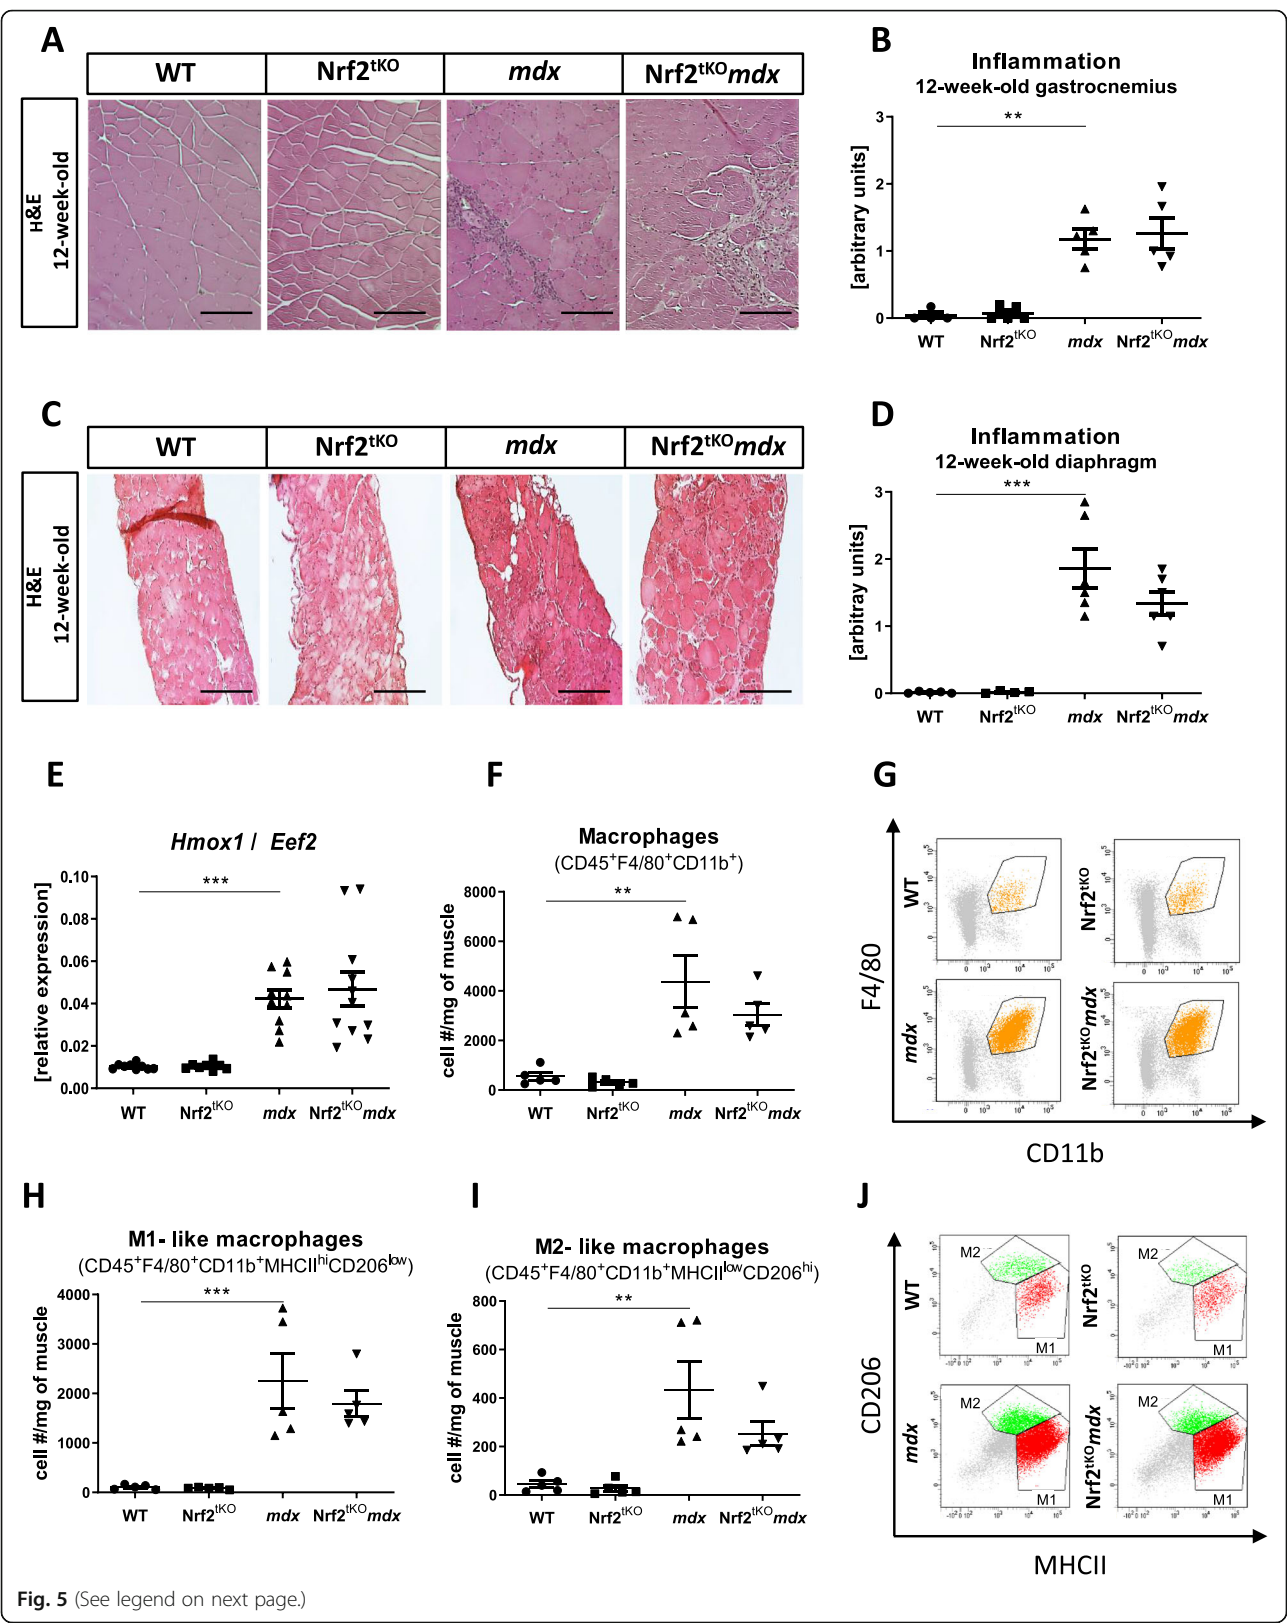 A
WT
Nrf2tKO
mdx
Nrf2tKOmdx
H&E
12-week-old
B
Inflammation
12-week-old gastrocnemius
[arbitrary units]
3
2
1
0
**
WT
Nrf2tKO
mdx
Nrf2tKOmdx
C
WT
Nrf2tKO
mdx
Nrf2tKOmdx
H&E
12-week-old
D
Inflammation
12-week-old diaphragm
[arbitray units]
3
2
1
0
***
WT
Nrf2tKO
mdx
Nrf2tKOmdx
E
Hmox1 / Eef2
[relative expression]
0.10
0.08
0.06
0.04
0.02
0.00
***
WT
Nrf2tKO
mdx
Nrf2tKOmdx
F
Macrophages
(CD45+F4/80+CD11b+)
cell #/mg of muscle
8000
6000
4000
2000
0
**
WT
Nrf2tKO
mdx
Nrf2tKOmdx
G
F4/80
WT
Nrf2tKO
mdx
Nrf2tKOmdx
CD11b
H
M1- like macrophages
(CD45+F4/80+CD11b+MHCIIhiCD206low)
cell #/mg of muscle
4000
3000
2000
1000
0
***
WT
Nrf2tKO
mdx
Nrf2tKOmdx
I
M2- like macrophages
(CD45+F4/80+CD11b+MHCIIlowCD206hi)
cell #/mg of muscle
800
600
400
200
0
**
WT
Nrf2tKO
mdx
Nrf2tKOmdx
J
CD206
WT
M2
M1
Nrf2tKO
M2
M1
mdx
M2
M1
Nrf2tKOmdx
M2
M1
MHCII
Fig. 5 (See legend on next page.)